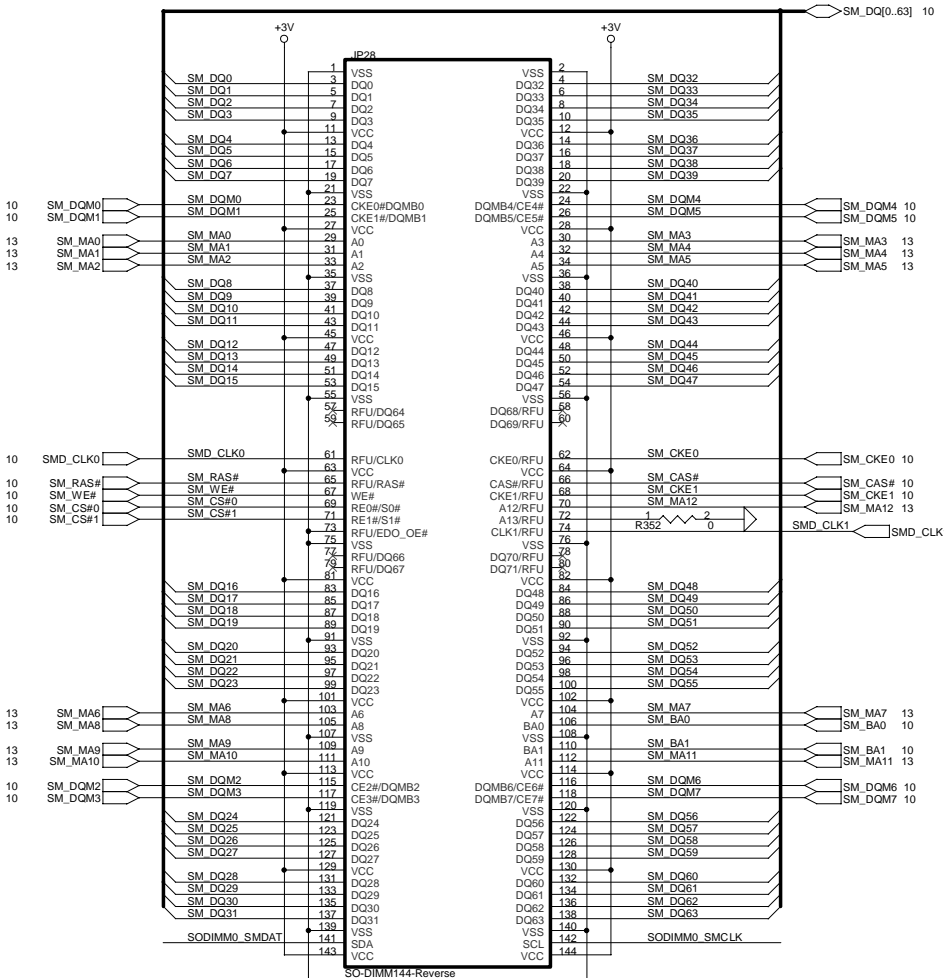 SM_DQ[0..63] 10
+3V +3V
JP28
1 VSS VSS 2
SM_DQ0 3 DQ0 DQ32 4 SM_DQ32
SM_DQ1 5 DQ1 DQ33 6 SM_DQ33
SM_DQ2 7 DQ2 DQ34 8 SM_DQ34
SM_DQ3 9 DQ3 DQ35 10 SM_DQ35
11 VCC VCC 12
SM_DQ4 13 DQ4 DQ36 14 SM_DQ36
SM_DQ5 15 DQ5 DQ37 16 SM_DQ37
SM_DQ6 17 DQ6 DQ38 18 SM_DQ38
SM_DQ7 19 DQ7 DQ39 20 SM_DQ39
21 VSS VSS 22
10 SM_DQM0 SM_DQM0 23 CKE0#DQMB0 DQMB4/CE4# 24 SM_DQM4 SM_DQM4 10
10 SM_DQM1 SM_DQM1 25 CKE1#DQMB1 DQMB5/CE5# 26 SM_DQM5 SM_DQM5 10
27 VCC VCC 28
13 SM_MA0 SM_MA0 29 A0 A3 30 SM_MA3 SM_MA3 13
13 SM_MA1 SM_MA1 31 A1 A4 32 SM_MA4 SM_MA4 13
13 SM_MA2 SM_MA2 33 A2 A5 34 SM_MA5 SM_MA5 13
35 VSS VSS 36
SM_DQ8 37 DQ8 DQ40 38 SM_DQ40
SM_DQ9 39 DQ9 DQ41 40 SM_DQ41
SM_DQ10 41 DQ10 DQ42 42 SM_DQ42
SM_DQ11 43 DQ11 DQ43 44 SM_DQ43
45 VCC VCC 46
SM_DQ12 47 DQ12 DQ44 48 SM_DQ44
SM_DQ13 49 DQ13 DQ45 50 SM_DQ45
SM_DQ14 51 DQ14 DQ46 52 SM_DQ46
SM_DQ15 53 DQ15 DQ47 54 SM_DQ47
55 VSS VSS 56
57 RFU/DQ64 DQ68/RFU 58
59 RFU/DQ65 DQ69/RFU 60
10 SMD_CLK0 SMD_CLK0 61 RFU/CLK0 CKE0/RFU 62 SM_CKE0 SM_CKE0 10
63 VCC VCC 64
10 SM_RAS# SM_RAS# 65 RFU/RAS# CAS#/RFU 66 SM_CAS# SM_CAS# 10
10 SM_WE# SM_WE# 67 WE# CKE1/RFU 68 SM_CKE1 SM_CKE1 10
10 SM_CS#0 SM_CS#0 69 RE0#/S0# A12/RFU 70 SM_MA12 SM_MA12 13
10 SM_CS#1 SM_CS#1 71 RE1#/S1# A13/RFU 72 1 2
R352 0
73 RFU/EDO_OE# CLK1/RFU 74 SMD_CLK1 SMD_CLK
75 VSS VSS 76
77 RFU/DQ66 DQ70/RFU 78
79 RFU/DQ67 DQ71/RFU 80
81 VCC VCC 82
SM_DQ16 83 DQ16 DQ48 84 SM_DQ48
SM_DQ17 85 DQ17 DQ49 86 SM_DQ49
SM_DQ18 87 DQ18 DQ50 88 SM_DQ50
SM_DQ19 89 DQ19 DQ51 90 SM_DQ51
91 VSS VSS 92
SM_DQ20 93 DQ20 DQ52 94 SM_DQ52
SM_DQ21 95 DQ21 DQ53 96 SM_DQ53
SM_DQ22 97 DQ22 DQ54 98 SM_DQ54
SM_DQ23 99 DQ23 DQ55 100 SM_DQ55
101 VCC VCC 102
13 SM_MA6 SM_MA6 103 A6 A7 104 SM_MA7 SM_MA7 13
13 SM_MA8 SM_MA8 105 A8 BA0 106 SM_BA0 SM_BA0 10
107 VSS VSS 108
13 SM_MA9 SM_MA9 109 A9 BA1 110 SM_BA1 SM_BA1 10
13 SM_MA10 SM_MA10 111 A10 A11 112 SM_MA11 SM_MA11 13
113 VCC VCC 114
10 SM_DQM2 SM_DQM2 115 CE2#/DQMB2 DQMB6/CE6# 116 SM_DQM6 SM_DQM6 10
10 SM_DQM3 SM_DQM3 117 CE3#/DQMB3 DQMB7/CE7# 118 SM_DQM7 SM_DQM7 10
119 VSS VSS 120
SM_DQ24 121 DQ24 DQ56 122 SM_DQ56
SM_DQ25 123 DQ25 DQ57 124 SM_DQ57
SM_DQ26 125 DQ26 DQ58 126 SM_DQ58
SM_DQ27 127 DQ27 DQ59 128 SM_DQ59
129 VCC VCC 130
SM_DQ28 131 DQ28 DQ60 132 SM_DQ60
SM_DQ29 133 DQ29 DQ61 134 SM_DQ61
SM_DQ30 135 DQ30 DQ62 136 SM_DQ62
SM_DQ31 137 DQ31 DQ63 138 SM_DQ63
139 VSS VSS 140
SODIMM0_SMDAT 141 SDA SCL 142 SODIMM0_SMCLK
143 VCC VCC 144
SO-DIMM144-Reverse